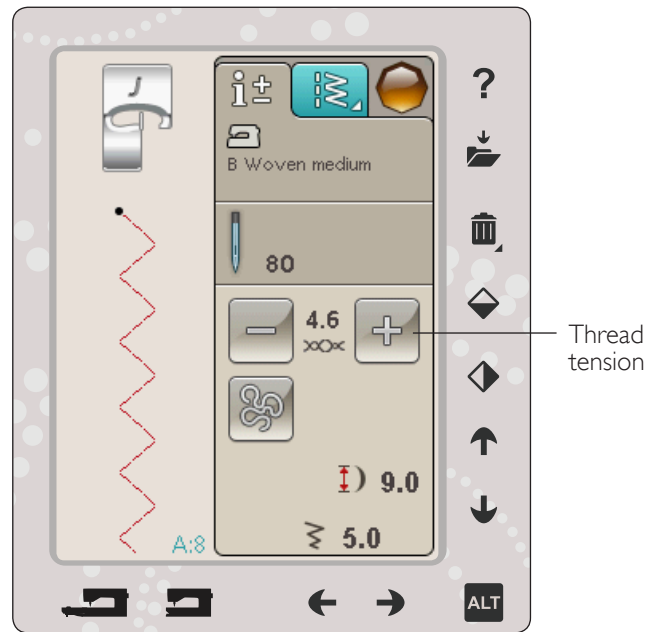 J
i±
?
B Woven medium
80
4.6
Thread
tension
9.0
A:8
5.0
ALT